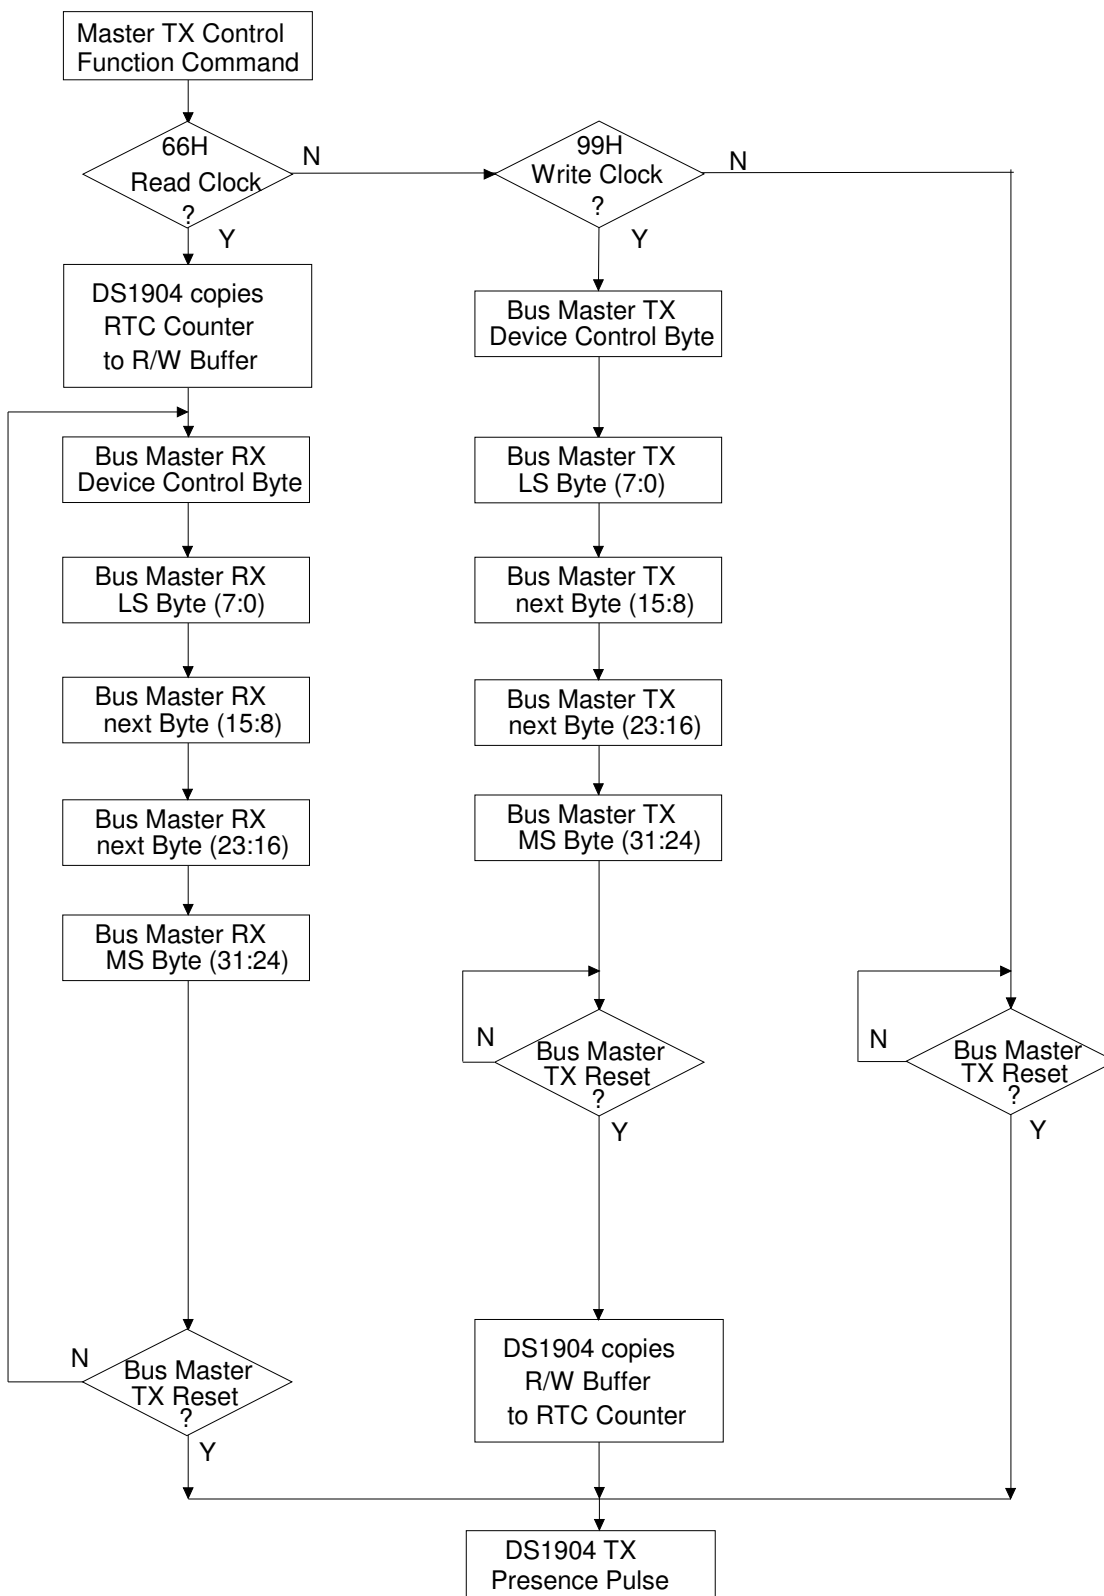 Master TX Control
Function Command
66H
Read Clock
?
N
Y
99H
Write Clock
?
N
Y
DS1904 copies
RTC Counter
to R/W Buffer
Bus Master RX
Device Control Byte
Bus Master RX
LS Byte (7:0)
Bus Master RX
next Byte (15:8)
Bus Master RX
next Byte (23:16)
Bus Master RX
MS Byte (31:24)
N
Bus Master
TX Reset
?
Y
Bus Master TX
Device Control Byte
Bus Master TX
LS Byte (7:0)
Bus Master TX
next Byte (15:8)
Bus Master TX
next Byte (23:16)
Bus Master TX
MS Byte (31:24)
N
Bus Master
TX Reset
?
Y
DS1904 copies
R/W Buffer
to RTC Counter
N
Bus Master
TX Reset
?
Y
DS1904 TX
Presence Pulse